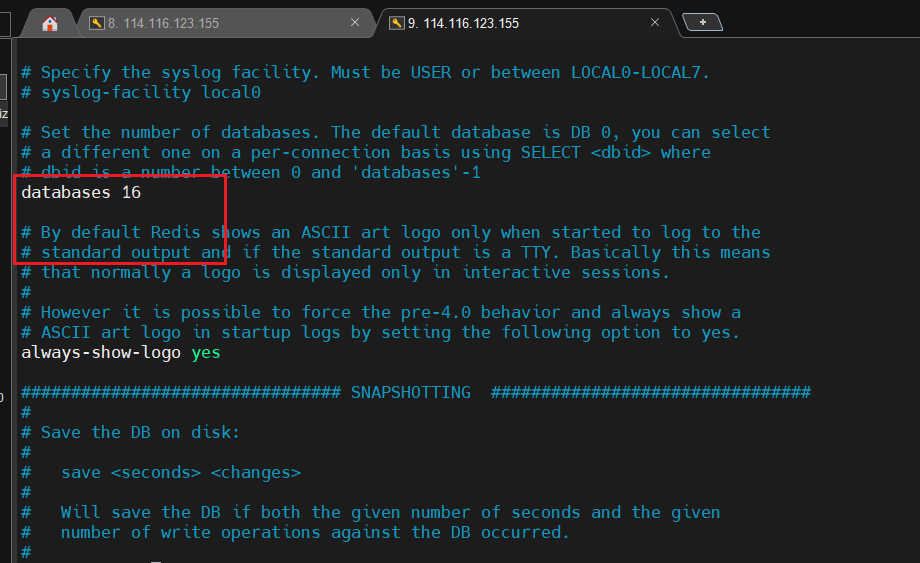 8. 114.116.123.155
9. 114.116.123.155
# Specify the syslog facility. Must be USER or between LOCAL0-LOCAL7.
# syslog-facility local0
iz
# Set the number of databases. The default database is DB 0, you can select
# a different one on a per-connection basis using SELECT <dbid> where
# dbid is a number between 0 and 'databases'-1
databases 16
# By default Redis shows an ASCII art logo only when started to log to the
# standard output and if the standard output is a TTY. Basically this means
# that normally a logo is displayed only in interactive sessions.
#
# However it is possible to force the pre-4.0 behavior and always show a
# ASCII art logo in startup logs by setting the following option to yes.
always-show-logo yes
################################ SNAPSHOTTING  ################################
#
# Save the DB on disk:
#
#   save <seconds> <changes>
#
#   Will save the DB if both the given number of seconds and the given
#   number of write operations against the DB occurred.
#